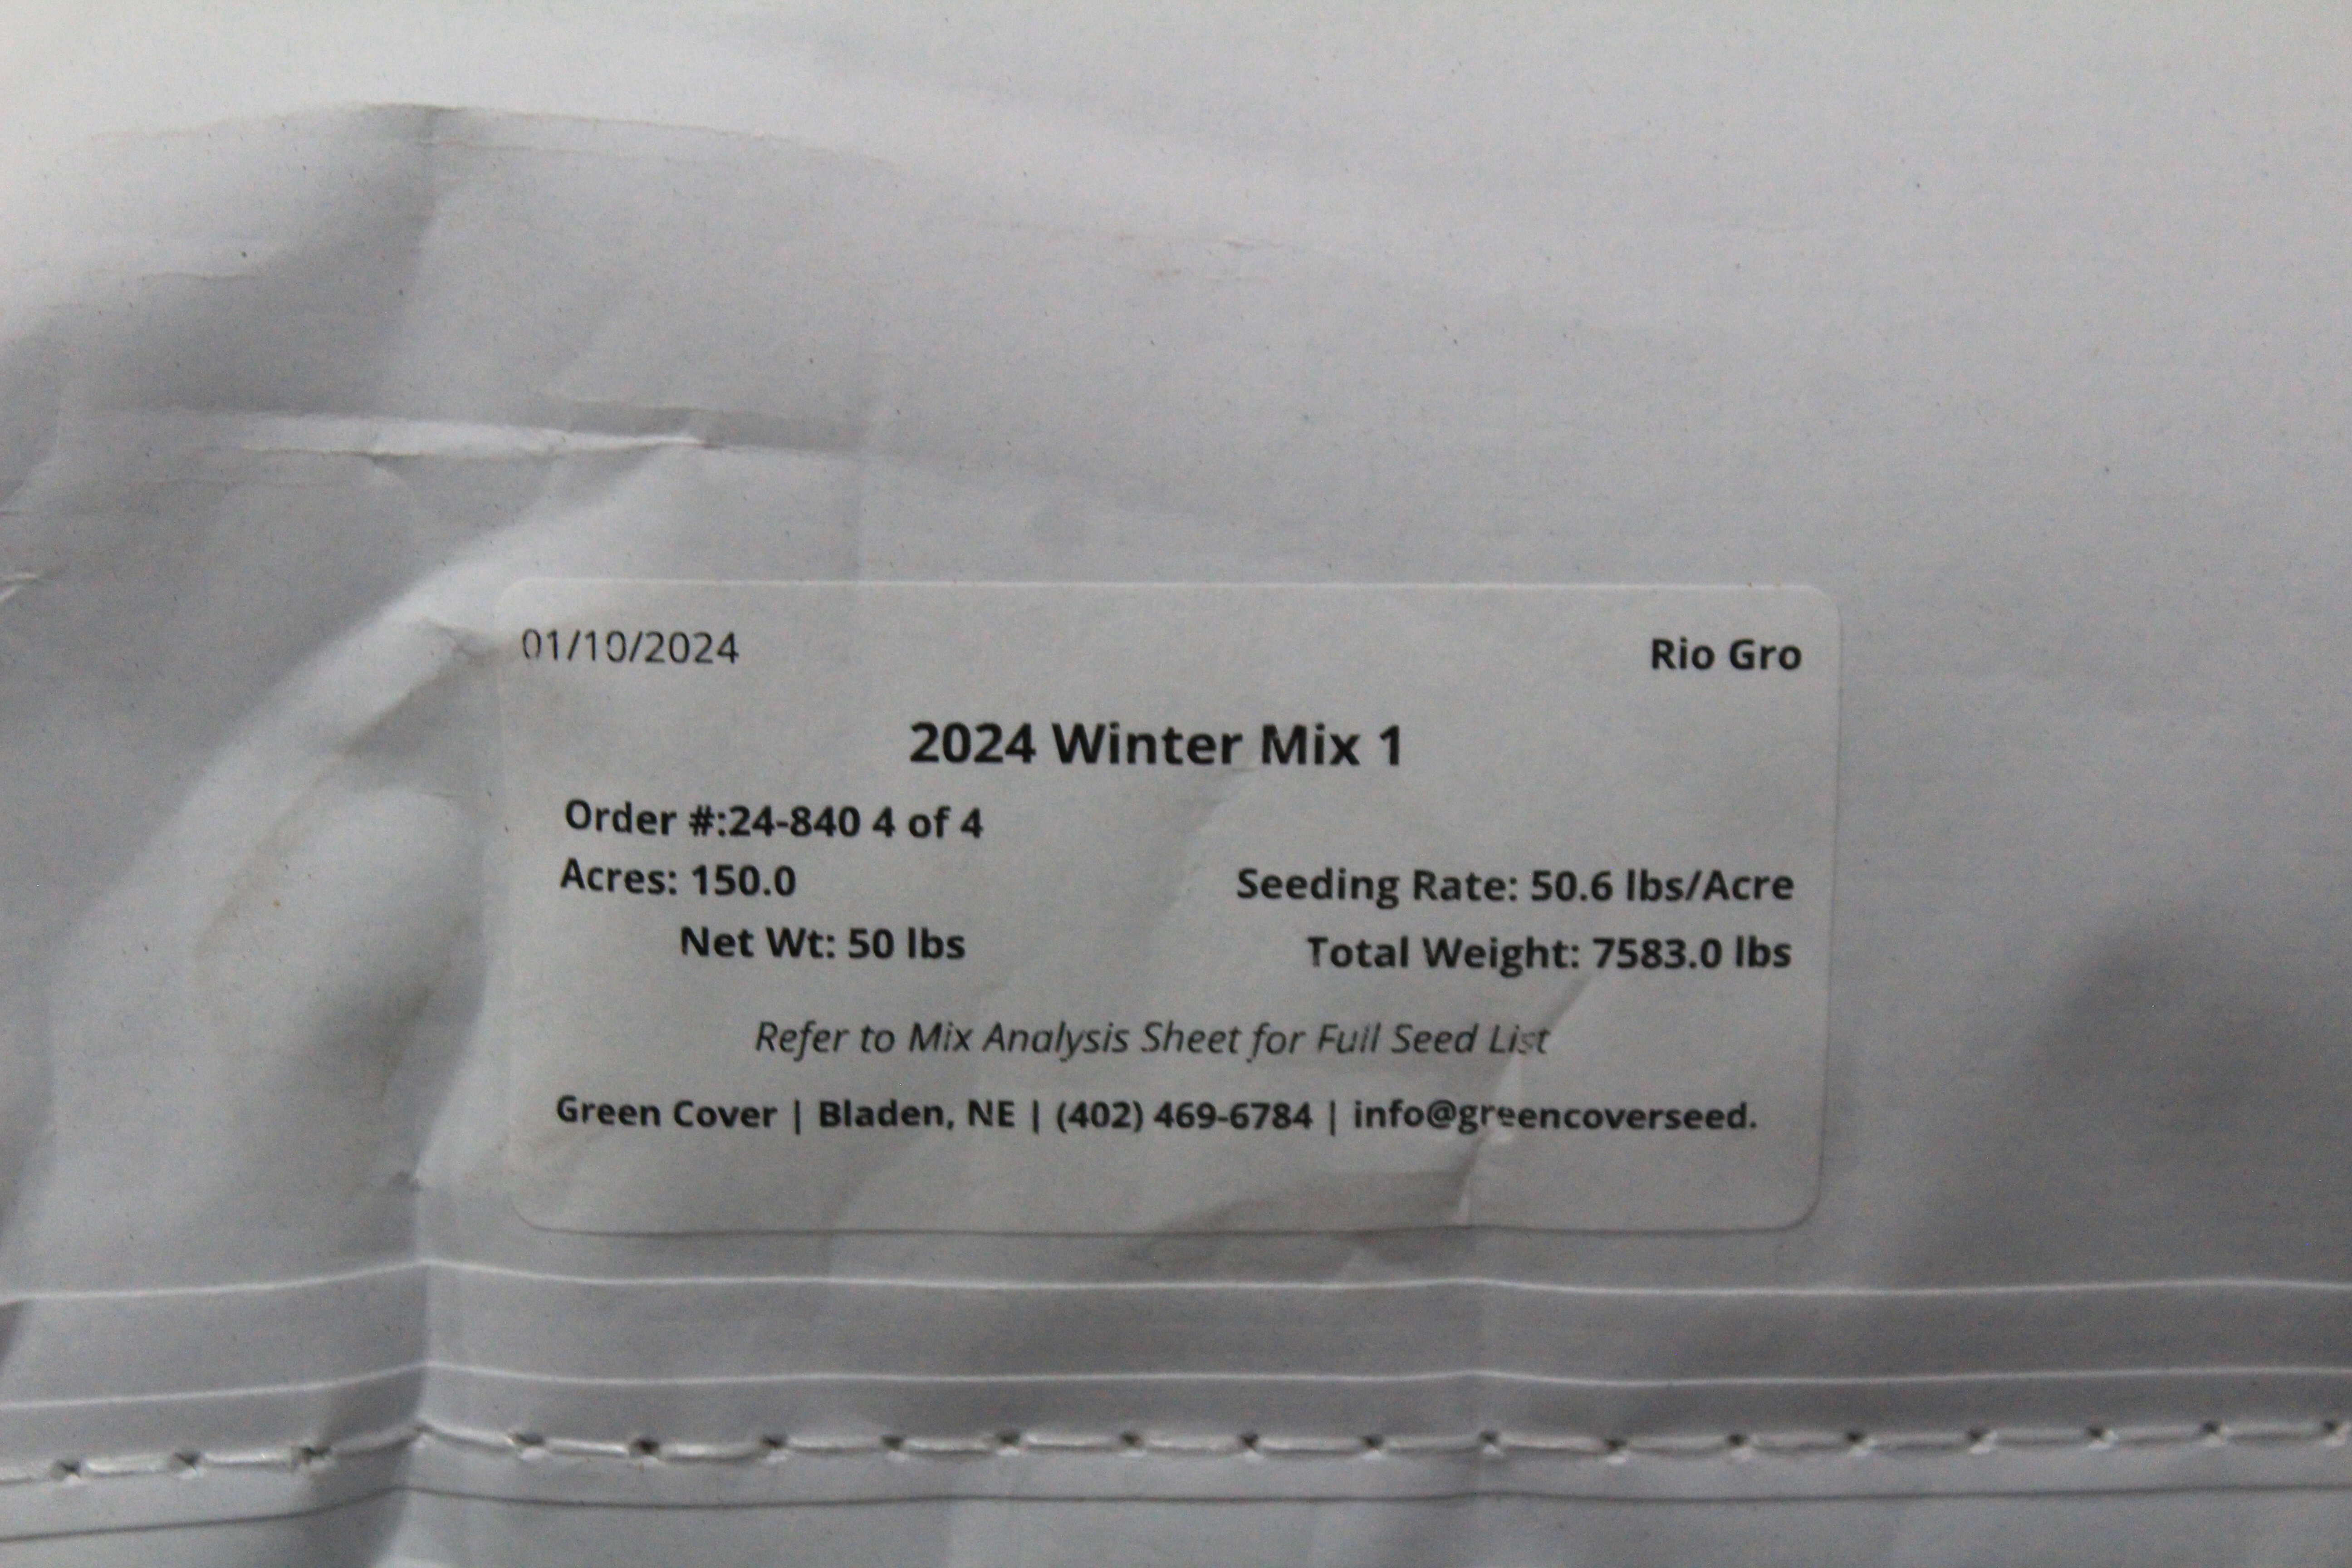 01/10/2024 Rio Gro
2024 Winter Mix 1
Order #:24-840 4 of 4
Acres: 150.0 Seeding Rate: 50.6 lbs/Acre
Net Wt: 50 lbs Total Weight: 7583.0 lbs
Refer to Mix Analysis Sheet for Full Seed List
Green Cover | Bladen, NE | (402) 469-6784 | info@greencoverseed.